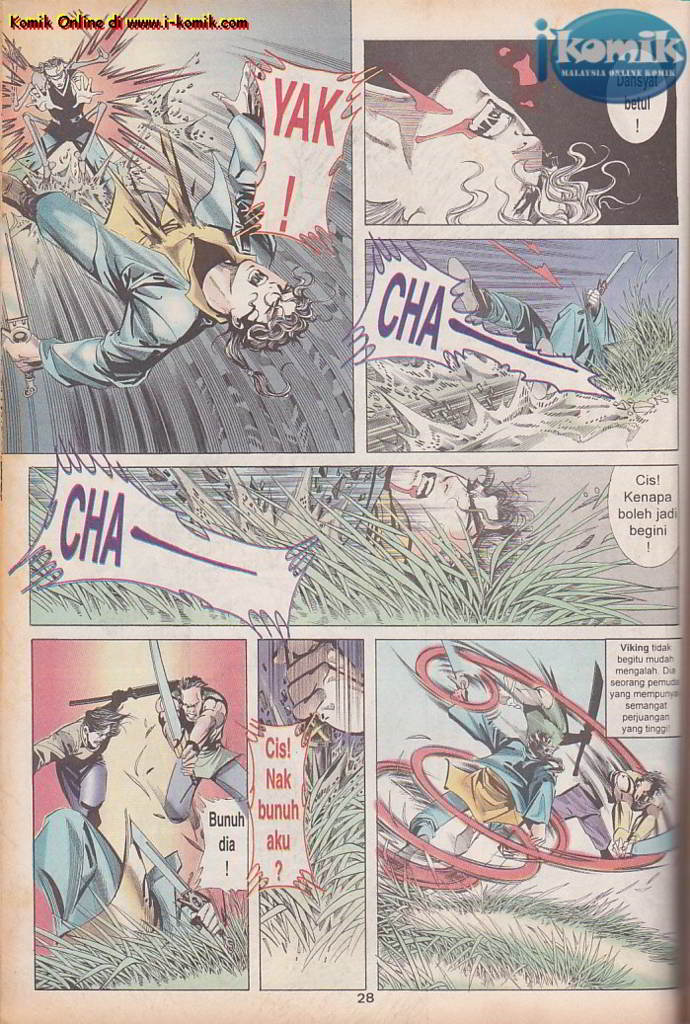 Komik Online di www.i-komik.com
ikomik
MALAYSIA ONLINE KOMIK
YAK
!
betul
!
CHA
CHA
Cis!
Kenapa
boleh jadi
begini
!
Bunuh
dia
!
Cis!
Nak
bunuh
aku
?
Viking tidak
begitu mudah
mengalah. Dia
seorang pemuda
yang mempunyai
semangat
perjuangan
yang tinggi!
28